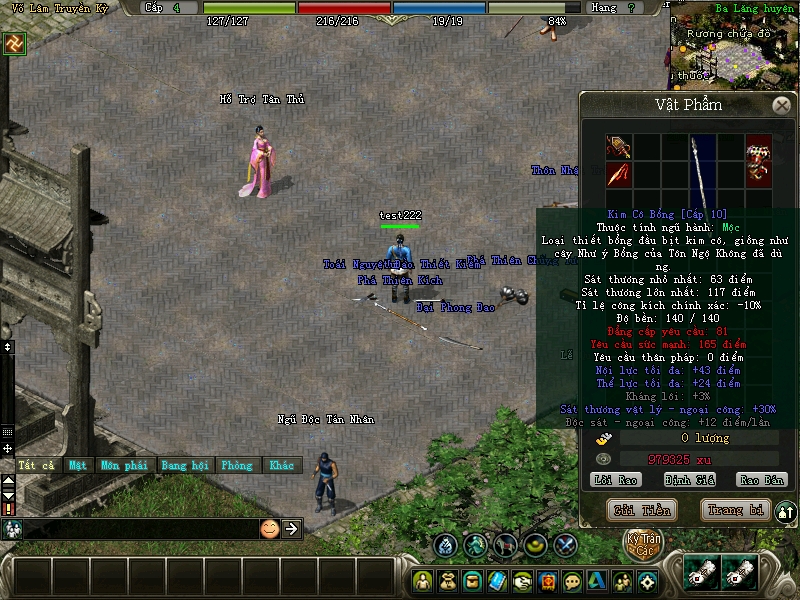 Võ Lâm Truyền Kỳ
Cấp 4
Hạng ?
127/127
216/216
19/19
84%
Ba Lăng huyện
Rương chứa đồ
thuốc
Vật Phẩm
Hỗ Trợ Tân Thủ
test222
Thôn Nhậ
Phá Thiên Kích
Đại Phong Đao
Ngũ Độc Tân Nhân
Kim Cô Bổng [Cấp 10]
Thuộc tính ngũ hành: Mộc
Loại thiết bổng đầu bịt kim cô, giống như
cây Như ý Bổng của Tôn Ngộ Không đã dù
ng.
Sát thương nhỏ nhất: 63 điểm
Sát thương lớn nhất: 117 điểm
Tỉ lệ công kích chính xác: -10%
Độ bền: 140 / 140
Đẳng cấp yêu cầu: 81
Yêu cầu sức mạnh: 165 điểm
Yêu cầu thân pháp: 0 điểm
Nội lực tối đa: +43 điểm
Thể lực tối đa: +24 điểm
Kháng lôi: +3%
Sát thương vật lý - ngoại công: +30%
Độc sát - ngoại công: +12 điểm/lần
0 lượng
979325 xu
Lời Rao
Định Giá
Rao Bán
Gửi Tiền
Trang bị
Tất cả
Mật
Môn phái
Bang hội
Phòng
Khác
Kỳ Trân
Các